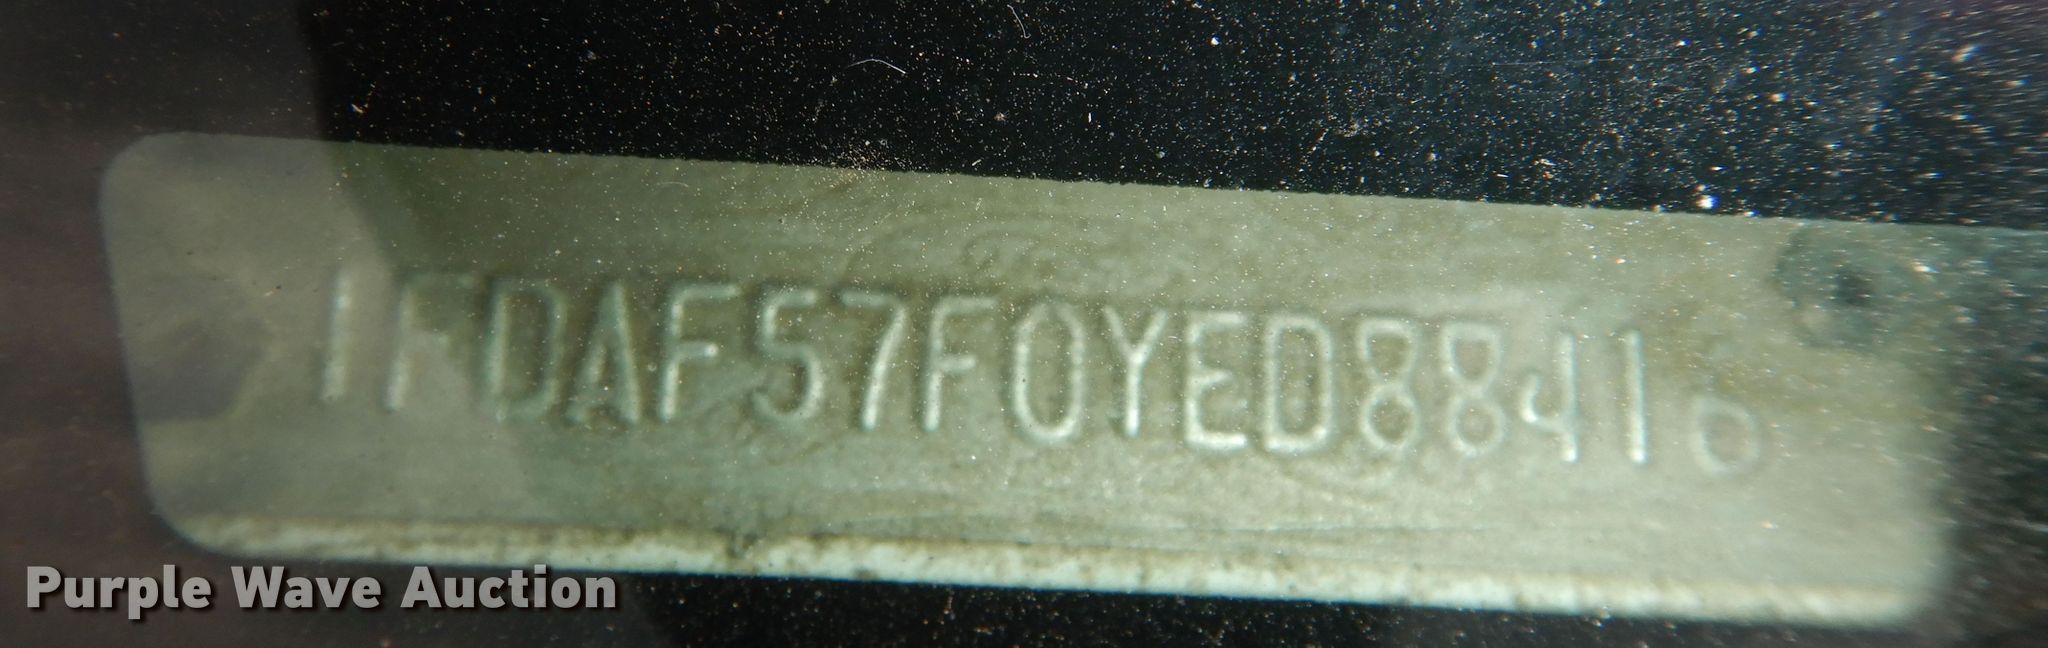 1FDAF57F0YED88416
Purple Wave Auction